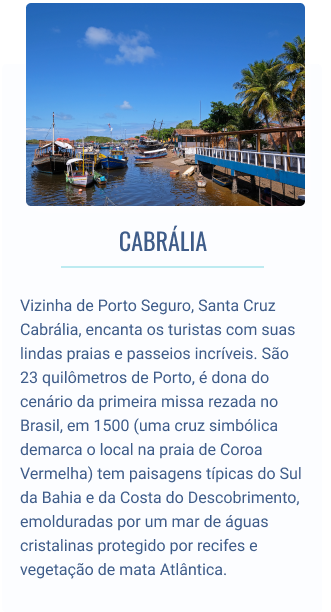 CABRÁLIA
Vizinha de Porto Seguro, Santa Cruz
Cabrália, encanta os turistas com suas
lindas praias e passeios incríveis. São
23 quilômetros de Porto, é dona do
cenário da primeira missa rezada no
Brasil, em 1500 (uma cruz simbólica
demarca o local na praia de Coroa
Vermelha) tem paisagens típicas do Sul
da Bahia e da Costa do Descobrimento,
emolduradas por um mar de águas
cristalinas protegido por recifes e
vegetação de mata Atlântica.